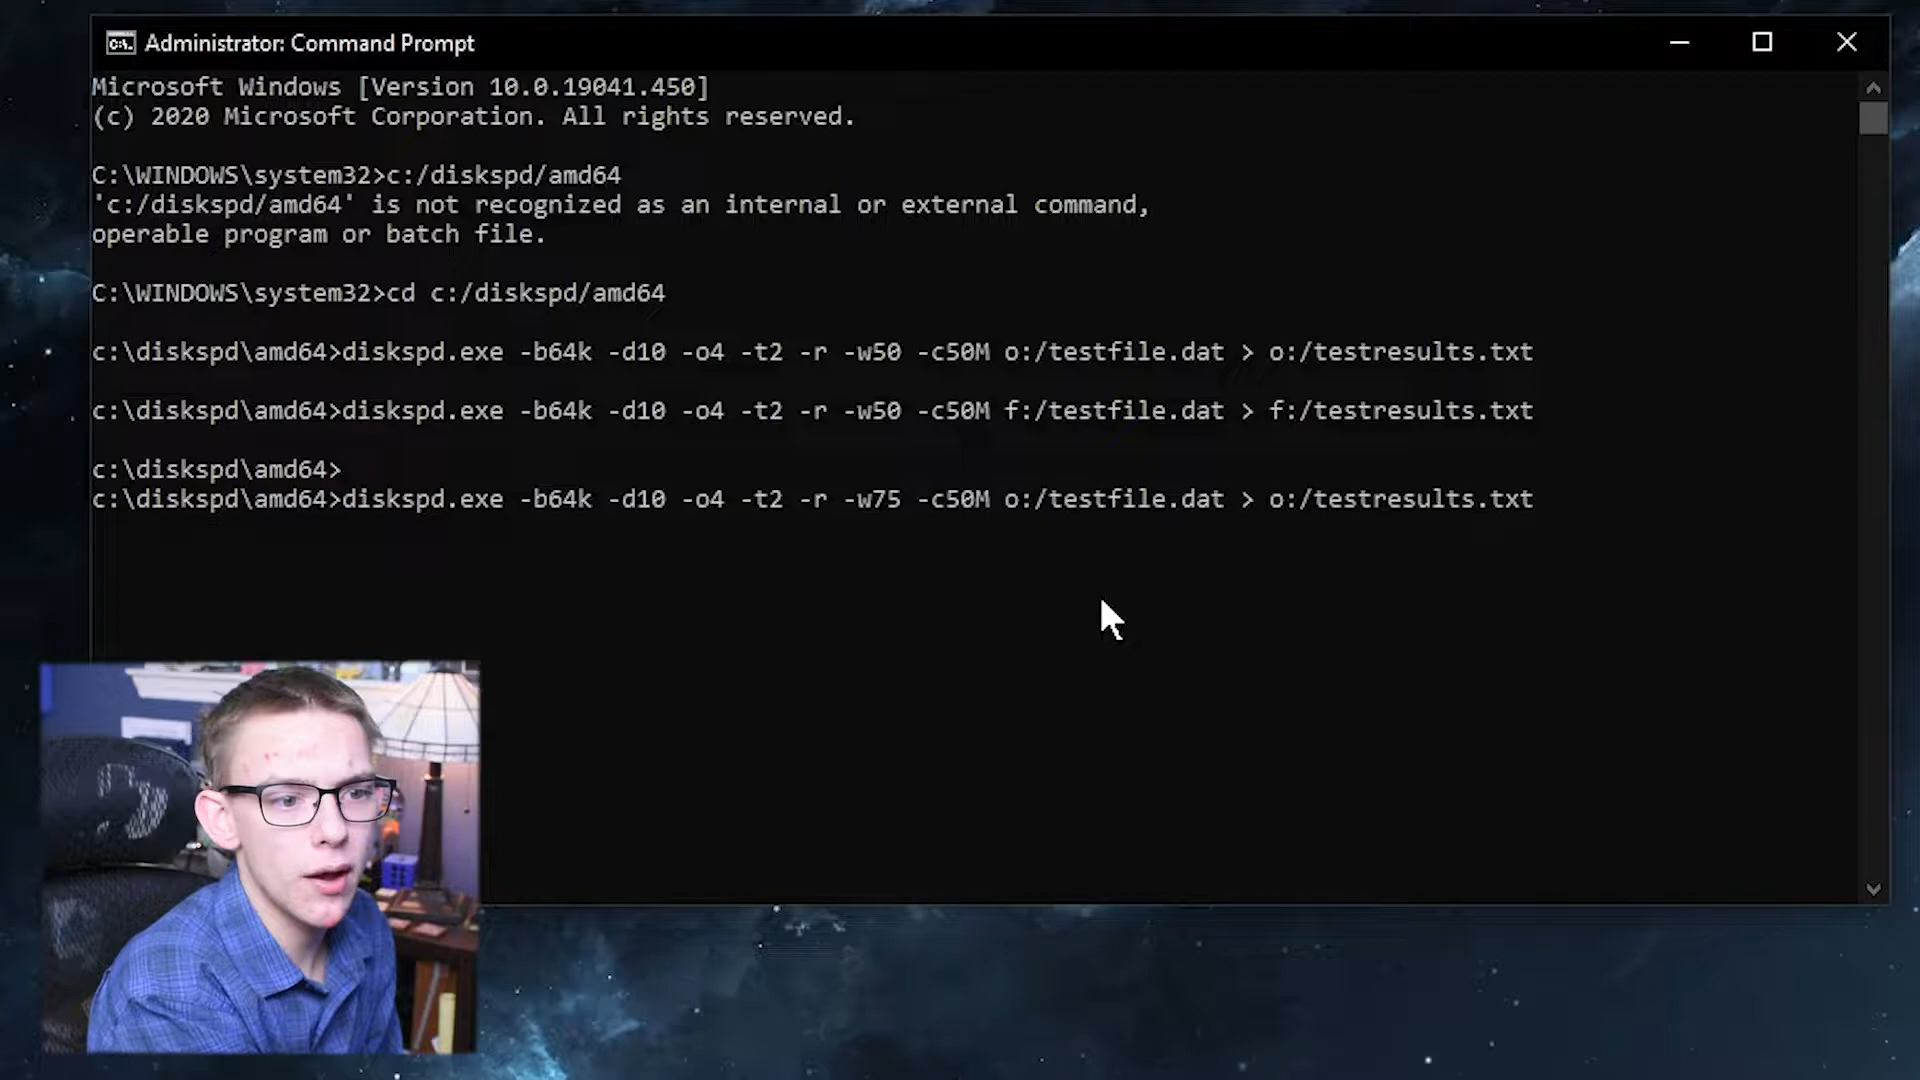 Administrator: Command Prompt
Microsoft Windows [Version 10.0.19041.450]
(c) 2020 Microsoft Corporation. All rights reserved.
C:\WINDOWS\system32>c:/diskspd/amd64
'c:/diskspd/amd64' is not recognized as an internal or external command,
operable program or batch file.
C:\WINDOWS\system32>cd c:/diskspd/amd64
c:\diskspd\amd64>diskspd.exe -b64k -d10 -o4 -t2 -r -w50 -c50M o:/testfile.dat > o:/testresults.txt
c:\diskspd\amd64>diskspd.exe -b64k -d10 -o4 -t2 -r -w50 -c50M f:/testfile.dat > f:/testresults.txt
c:\diskspd\amd64>
c:\diskspd\amd64>diskspd.exe -b64k -d10 -o4 -t2 -r -w75 -c50M o:/testfile.dat > o:/testresults.txt